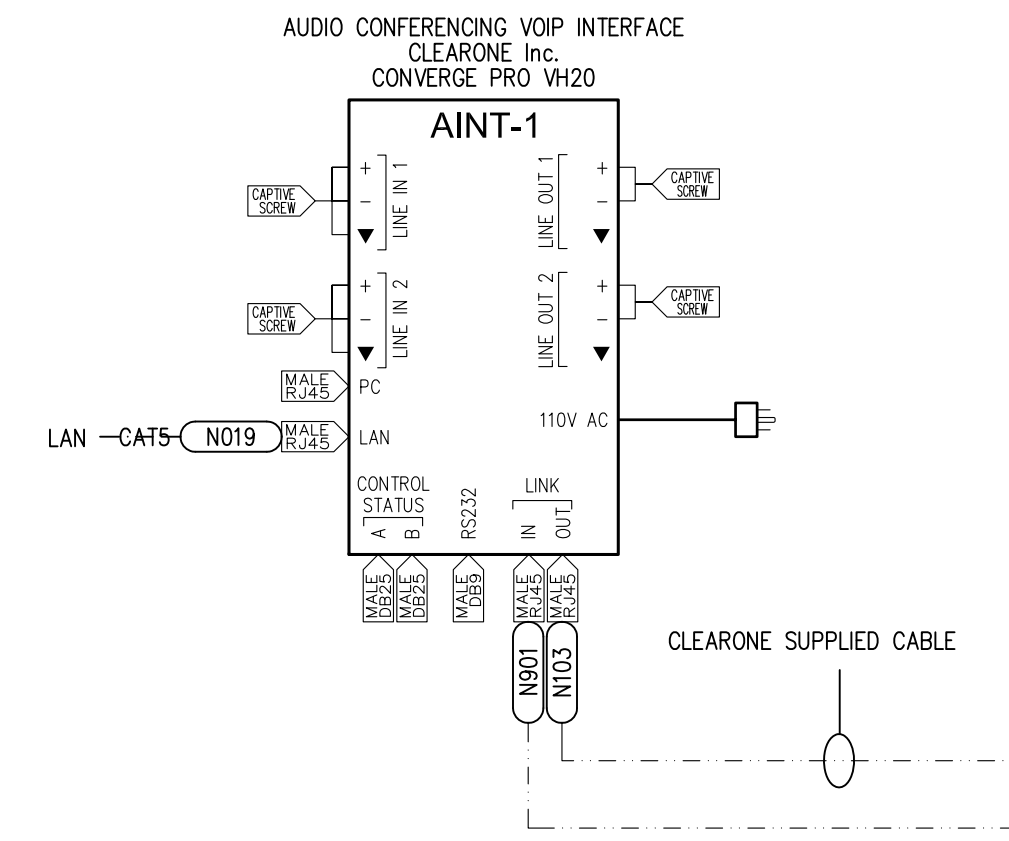 AUDIO CONFERENCING VOIP INTERFACE
CLEARONE Inc.
CONVERGE PRO VH20
AINT-1
CAPTIVE
SCREW
+
-
LINE IN 1
LINE OUT 1
+
-
CAPTIVE
SCREW
CAPTIVE
SCREW
+
-
LINE IN 2
LINE OUT 2
+
-
CAPTIVE
SCREW
MALE
RJ45
PC
110V AC
LAN
CAT5
N019
MALE
RJ45
LAN
CONTROL
STATUS
A
B
RS232
LINK
IN
OUT
MALE
DB25
MALE
DB25
MALE
DB9
MALE
RJ45
MALE
RJ45
N901
N103
CLEARONE SUPPLIED CABLE